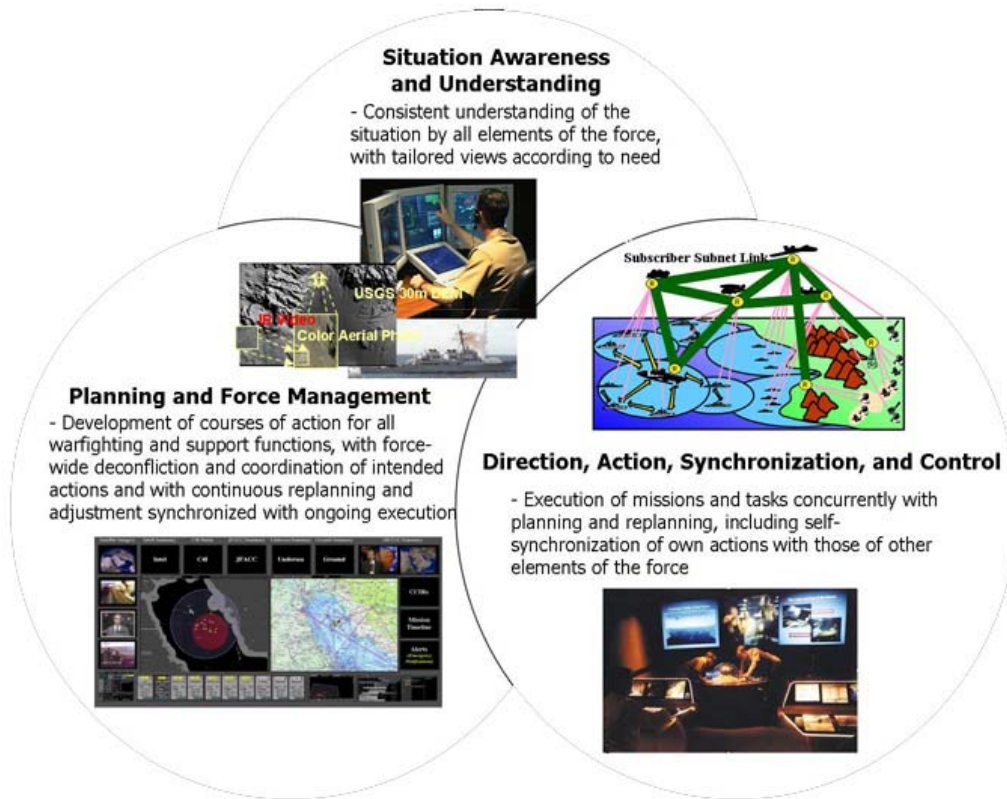 Situation Awareness
and Understanding
- Consistent understanding of the
situation by all elements of the force,
with tailored views according to need
USGS 30m DEM
IR Video
Color Aerial Photo
Subscriber Subnet Link
R
R
R
R
R
R
R
Planning and Force Management
- Development of courses of action for all
warfighting and support functions, with force-
wide deconfliction and coordination of intended
actions and with continuous replanning and
adjustment synchronized with ongoing execution
Intel
C4I
JFACC
Undersea
Ground
CCIRs
Mission
Timeline
Alerts
Direction, Action, Synchronization, and Control
- Execution of missions and tasks concurrently with
planning and replanning, including self-
synchronization of own actions with those of other
elements of the force